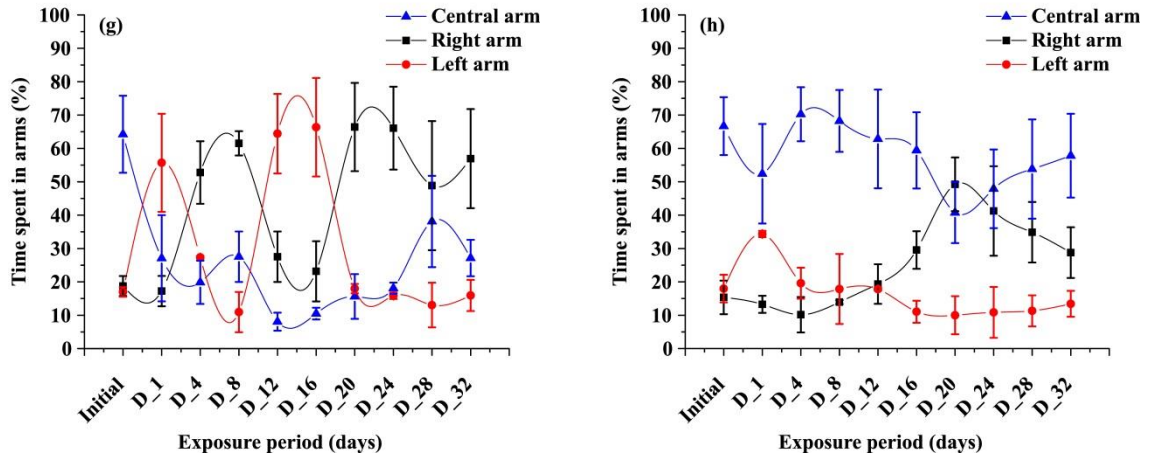 (g)
Central arm
Right arm
Left arm
Time spent in arms (%)
100
90
80
70
60
50
40
30
20
10
0
Initial
D_1
D_4
D_8
D_12
D_16
D_20
D_24
D_28
D_32
Exposure period (days)
(h)
Central arm
Right arm
Left arm
Time spent in arms (%)
100
90
80
70
60
50
40
30
20
10
0
Initial
D_1
D_4
D_8
D_12
D_16
D_20
D_24
D_28
D_32
Exposure period (days)